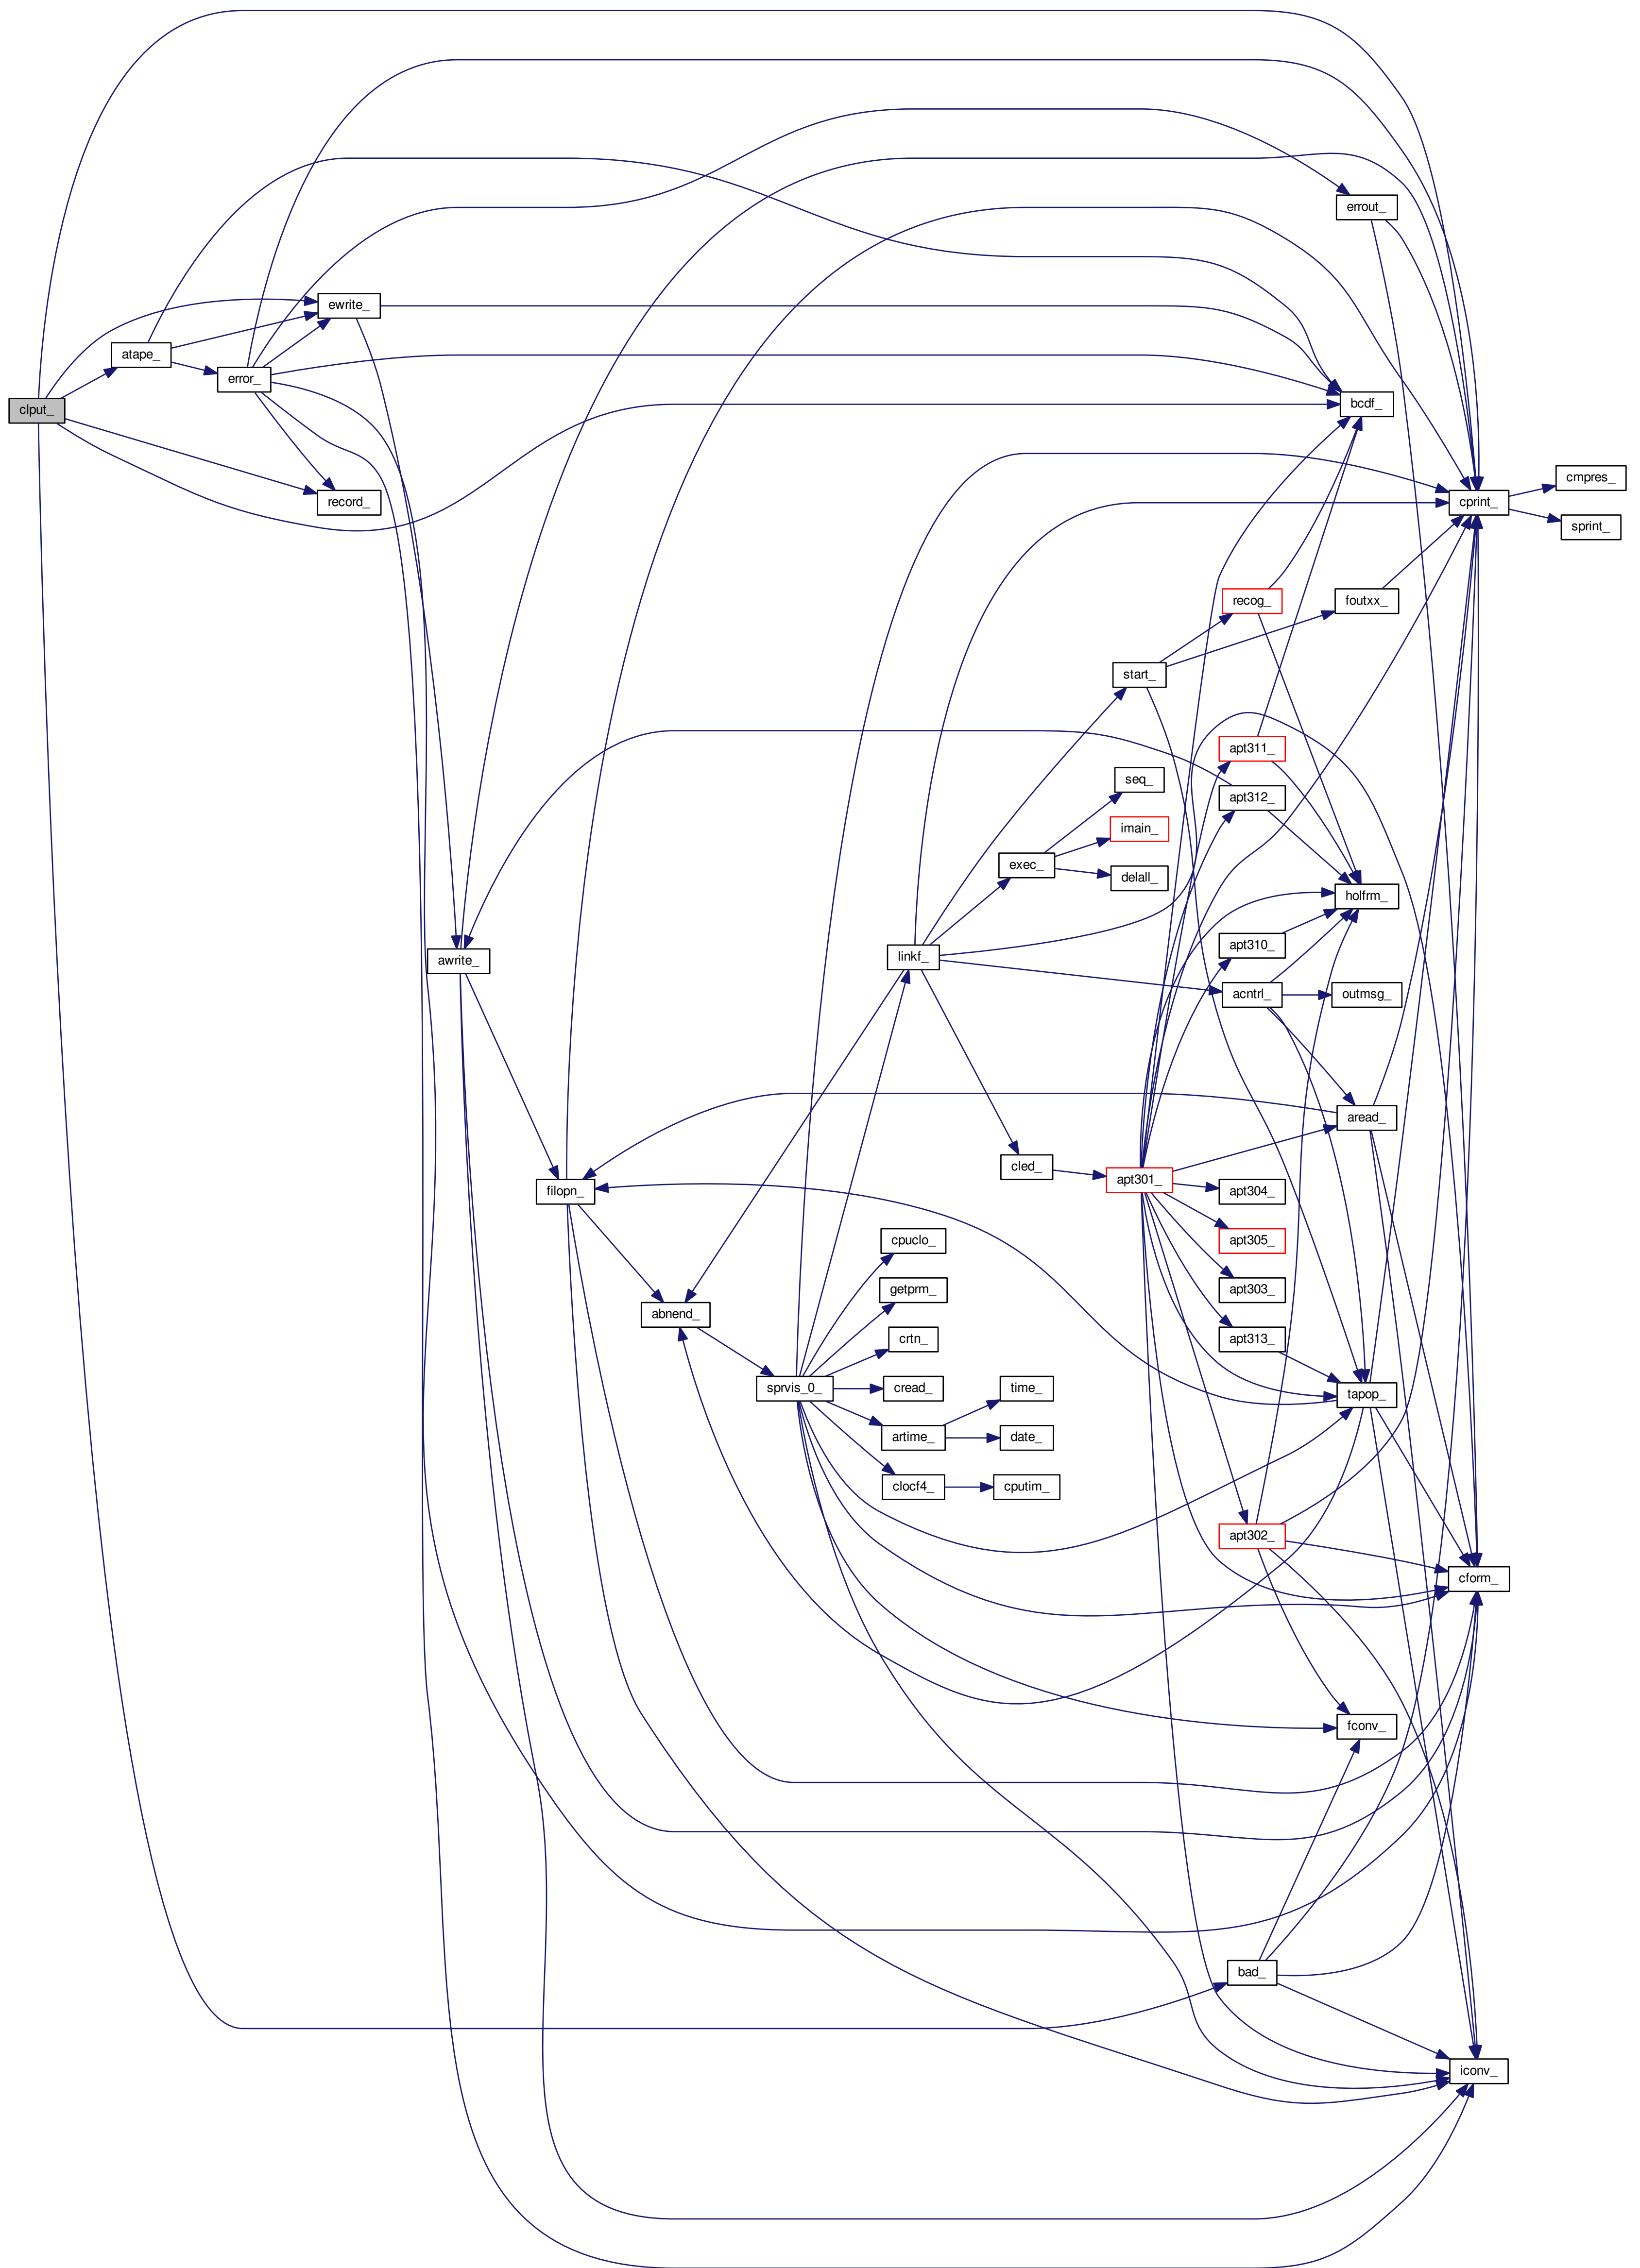 errout_
ewrite_
atape_
error_
clput_
bcdf_
record_
cprint_
cmpres_
sprint_
recog_
foutxx_
start_
apt311_
seq_
apt312_
imain_
exec_
delall_
holfrm_
apt310_
linkf_
awrite_
acntrl_
outmsg_
aread_
cled_
apt301_
filopn_
apt304_
cpuclo_
apt305_
getprm_
apt303_
abnend_
crtn_
apt313_
sprvis_0_
cread_
time_
tapop_
artime_
date_
clocf4_
cputim_
apt302_
cform_
fconv_
bad_
iconv_